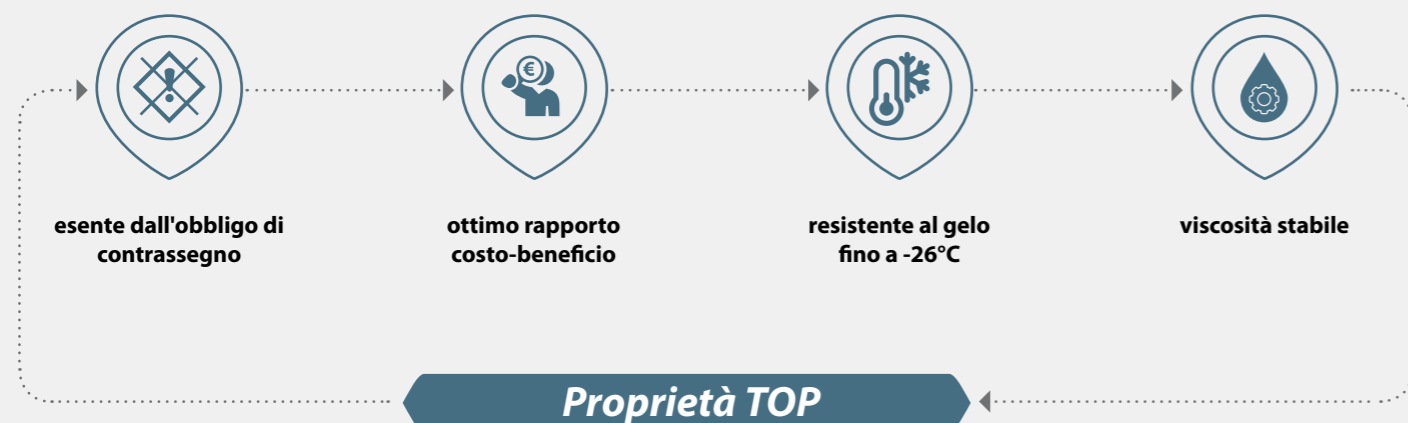 €
esente dall'obbligo di
contrassegno
ottimo rapporto
costo-beneficio
resistente al gelo
fino a -26°C
viscosità stabile
Proprietà TOP